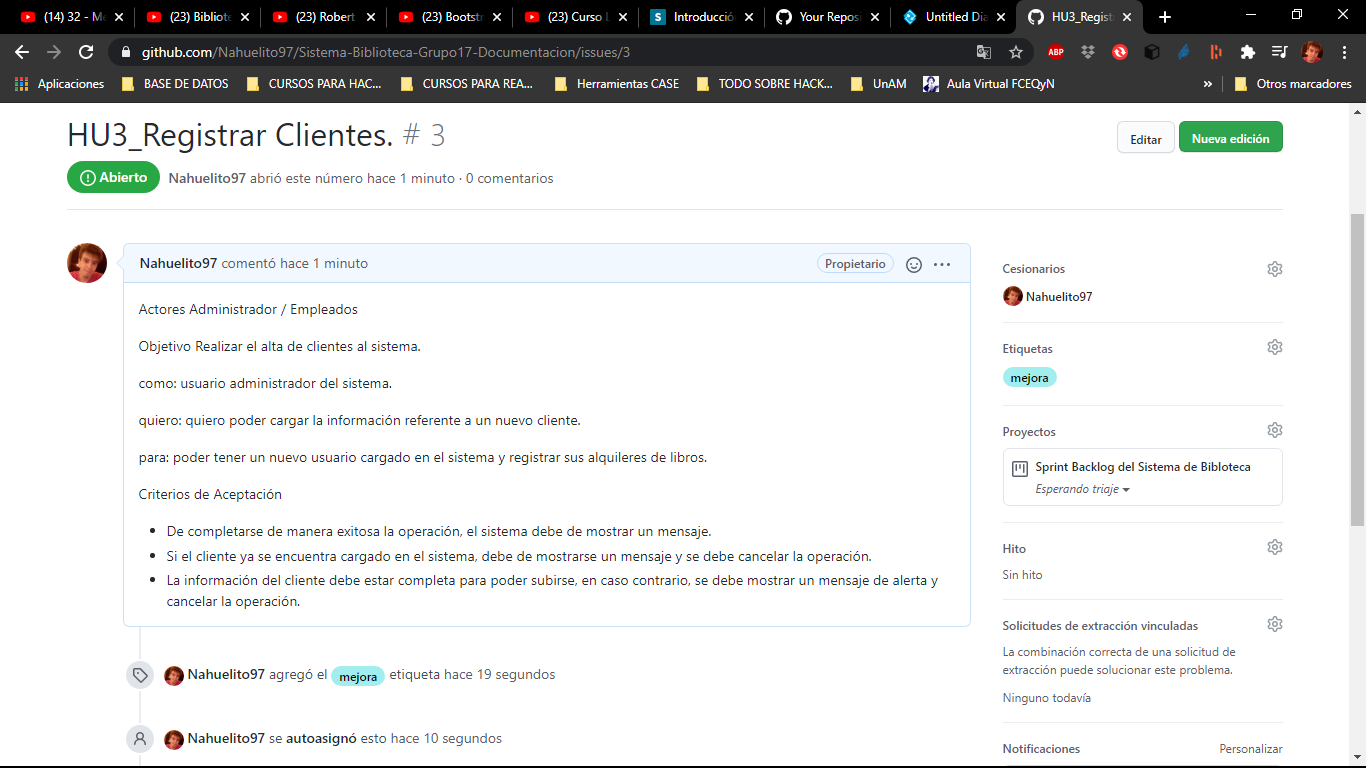 (14) 32 - Me
(23) Bibliote
(23) Robert
(23) Bootstr
(23) Curso L
Introducción
Your Repos
Untitled Dia
HU3_Regist
github.com/Nahuelito97/Sistema-Biblioteca-Grupo17-Documentacion/issues/3
ABP
Aplicaciones
BASE DE DATOS
CURSOS PARA HAC...
CURSOS PARA REA...
Herramientas CASE
TODO SOBRE HACK...
UnAM
Aula Virtual FCEQyN
»
Otros marcadores
HU3_Registrar Clientes. # 3
Editar
Nueva edición
Abierto
Nahuelito97 abrió este número hace 1 minuto · 0 comentarios
Nahuelito97 comentó hace 1 minuto
Propietario
Actores Administrador / Empleados
Objetivo Realizar el alta de clientes al sistema.
como: usuario administrador del sistema.
quiero: quiero poder cargar la información referente a un nuevo cliente.
para: poder tener un nuevo usuario cargado en el sistema y registrar sus alquileres de libros.
Criterios de Aceptación
• De completarse de manera exitosa la operación, el sistema debe de mostrar un mensaje.
• Si el cliente ya se encuentra cargado en el sistema, debe de mostrarse un mensaje y se debe cancelar la operación.
• La información del cliente debe estar completa para poder subirse, en caso contrario, se debe mostrar un mensaje de alerta y
cancelar la operación.
Nahuelito97 agregó el mejora etiqueta hace 19 segundos
Nahuelito97 se autoasignó esto hace 10 segundos
Cesionarios
Nahuelito97
Etiquetas
mejora
Proyectos
Sprint Backlog del Sistema de Bibloteca
Esperando triaje
Hito
Sin hito
Solicitudes de extracción vinculadas
La combinación correcta de una solicitud de
extracción puede solucionar este problema.
Ninguno todavía
Notificaciones
Personalizar